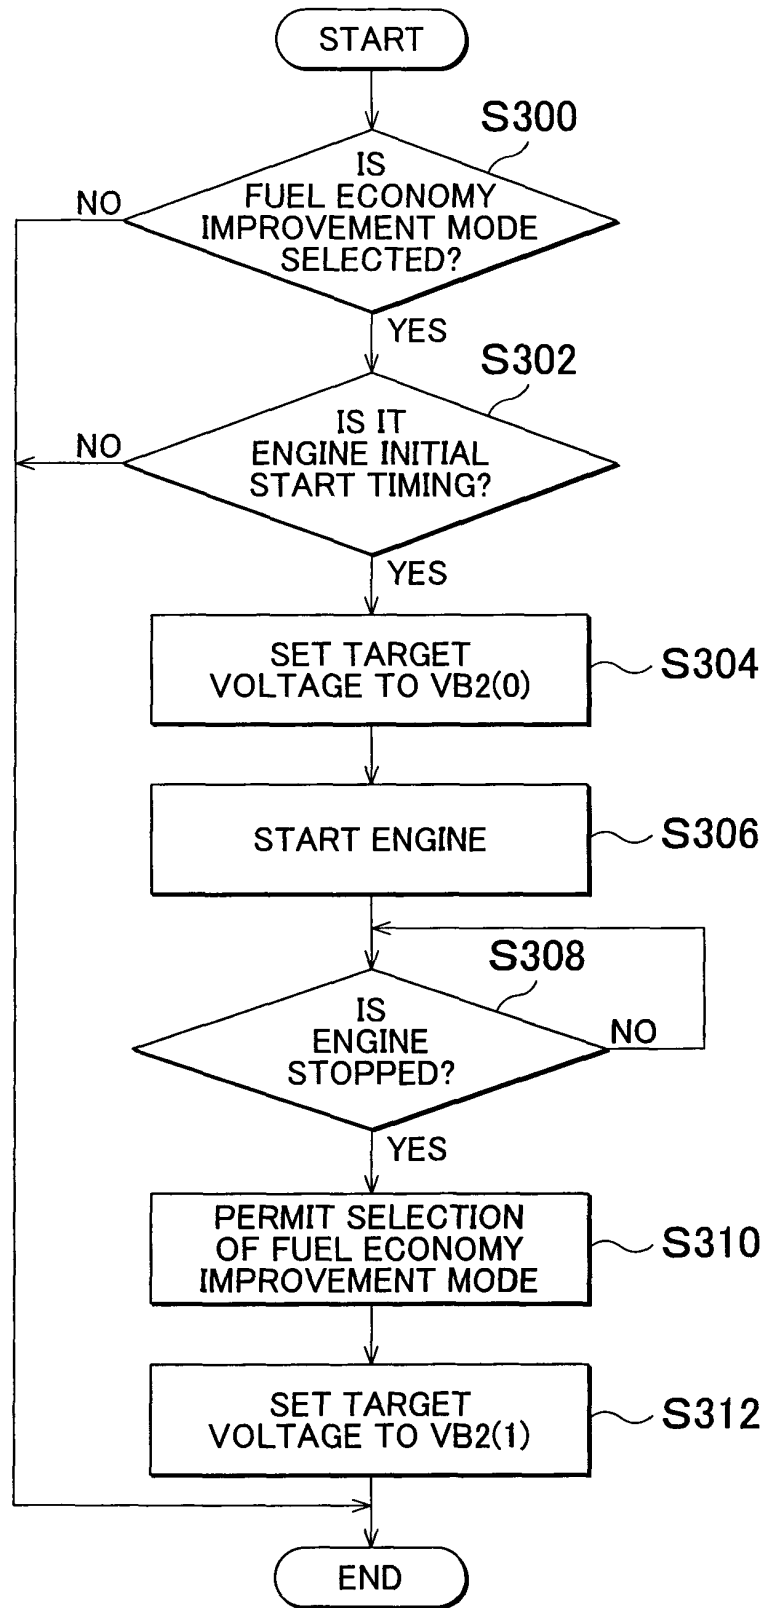 START
S300
IS
FUEL ECONOMY
IMPROVEMENT MODE
SELECTED?
NO
YES
S302
IS IT
ENGINE INITIAL
START TIMING?
NO
YES
SET TARGET
VOLTAGE TO VB2(0)
S304
START ENGINE
S306
S308
IS
ENGINE
STOPPED?
NO
YES
PERMIT SELECTION
OF FUEL ECONOMY
IMPROVEMENT MODE
S310
SET TARGET
VOLTAGE TO VB2(1)
S312
END